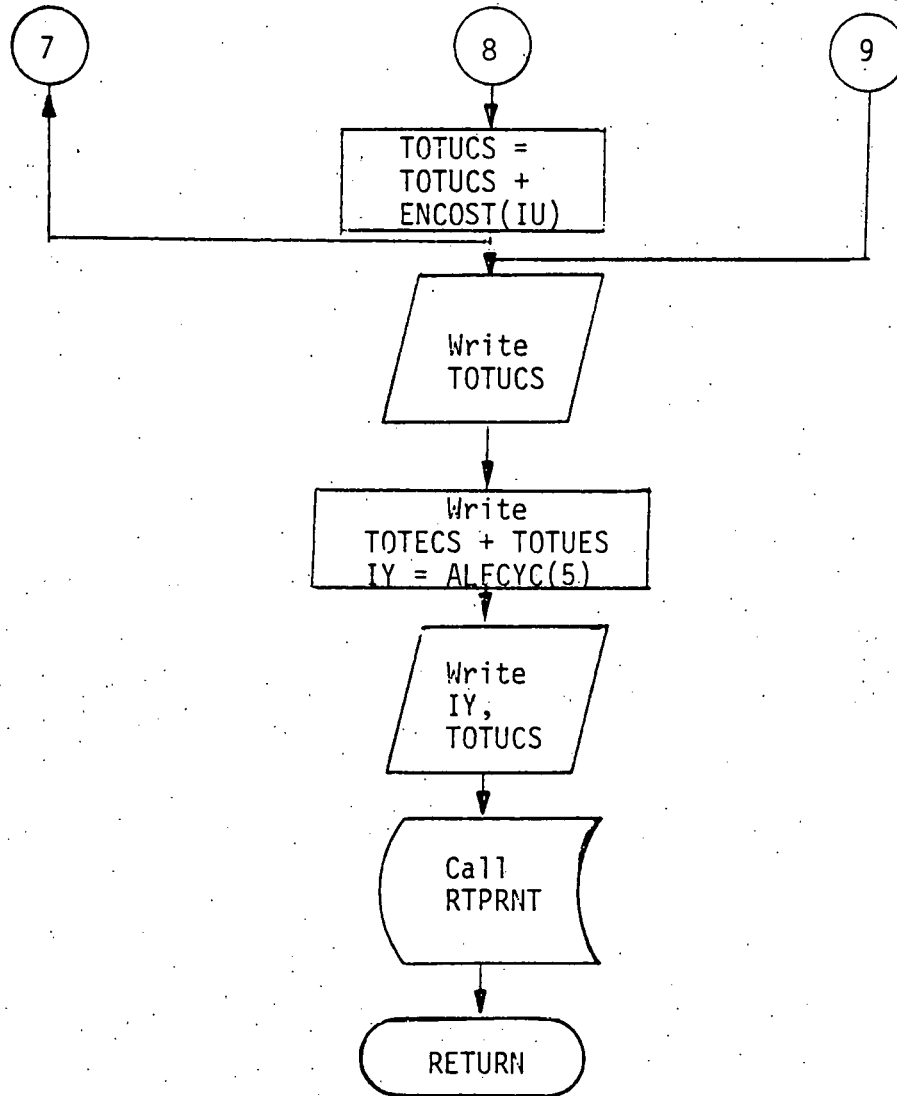 7
8
9
TOTUCS =
TOTUCS +
ENCOST(IU)
Write
TOTUCS
Write
TOTECS + TOTUES
IY = ALFCYC(5)
Write
IY,
TOTUCS
Call
RTPRNT
RETURN